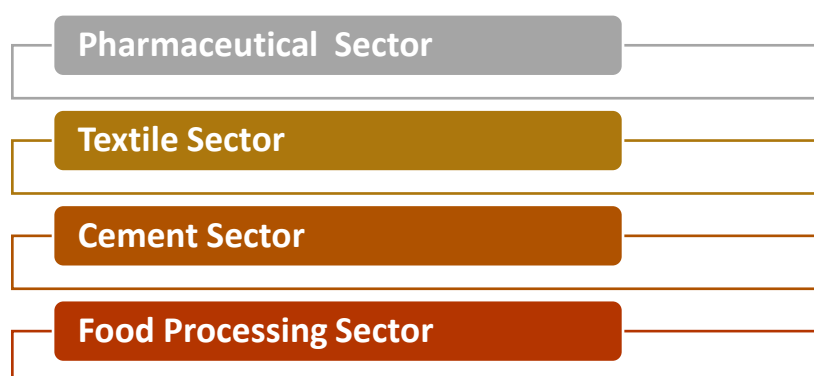 Pharmaceutical  Sector
Textile Sector
Cement Sector
Food Processing Sector